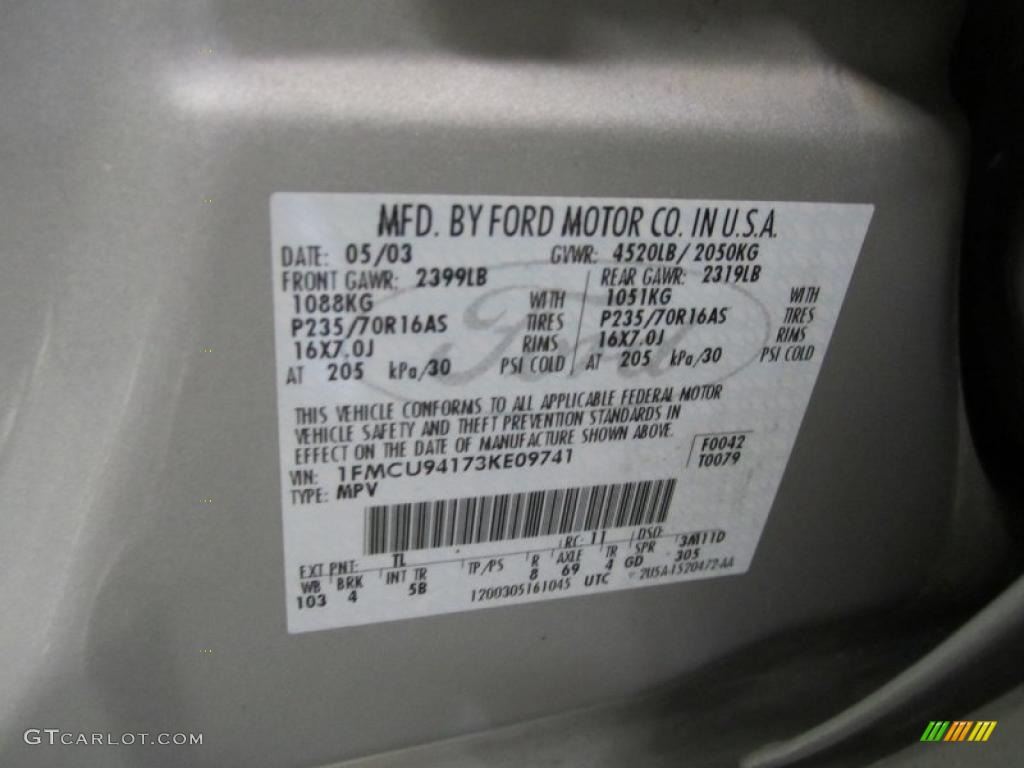 MFD. BY FORD MOTOR CO. IN U.S.A.
DATE: 05/03 GVWR: 4520LB/ 2050KG
FRONT GAWR: 2399LB REAR GAWR: 2319LB
1088KG WITH 1051KG WITH
P235/70R16AS TIRES P235/70R16AS TIRES
16X7.0J RIMS 16X7.0J RIMS
AT 205 kPa/30 PSI COLD AT 205 kPa/30 PSI COLD
THIS VEHICLE CONFORMS TO ALL APPLICABLE FEDERAL MOTOR
VEHICLE SAFETY AND THEFT PREVENTION STANDARDS IN
EFFECT ON THE DATE OF MANUFACTURE SHOWN ABOVE.
VIN: 1FMCU94173KE09741 F0042
TYPE: MPV T0079
EXT PNT: TL RC: 11 DSO: 3A11D
WB BRK INT TR TP/PS R AXLE TR SPR
103 4 5B 8 69 4 GD 305
1200305161045 UTC 2U5A-1520472-AA
Ford
GTCARLOT.COM